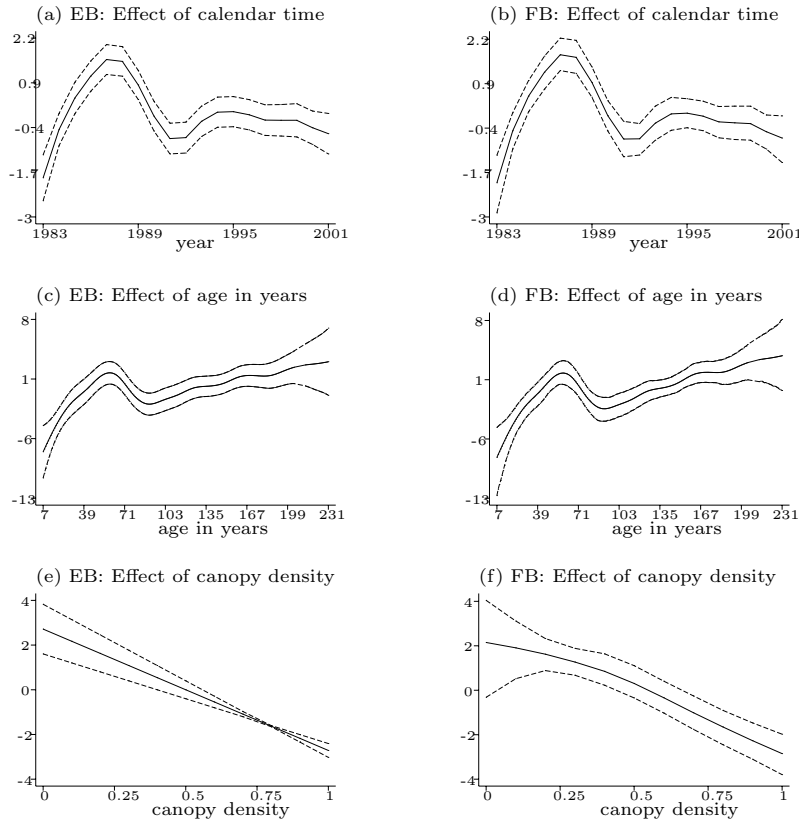 (a) EB: Effect of calendar time
2.2
0.9
-0.4
-1.7
-3
1983 1989 1995 2001
year
(b) FB: Effect of calendar time
2.2
0.9
-0.4
-1.7
-3
1983 1989 1995 2001
year
(c) EB: Effect of age in years
8
1
-6
-13
7 39 71 103 135 167 199 231
age in years
(d) FB: Effect of age in years
8
1
-6
-13
7 39 71 103 135 167 199 231
age in years
(e) EB: Effect of canopy density
4
2
0
-2
-4
0 0.25 0.5 0.75 1
canopy density
(f) FB: Effect of canopy density
4
2
0
-2
-4
0 0.25 0.5 0.75 1
canopy density